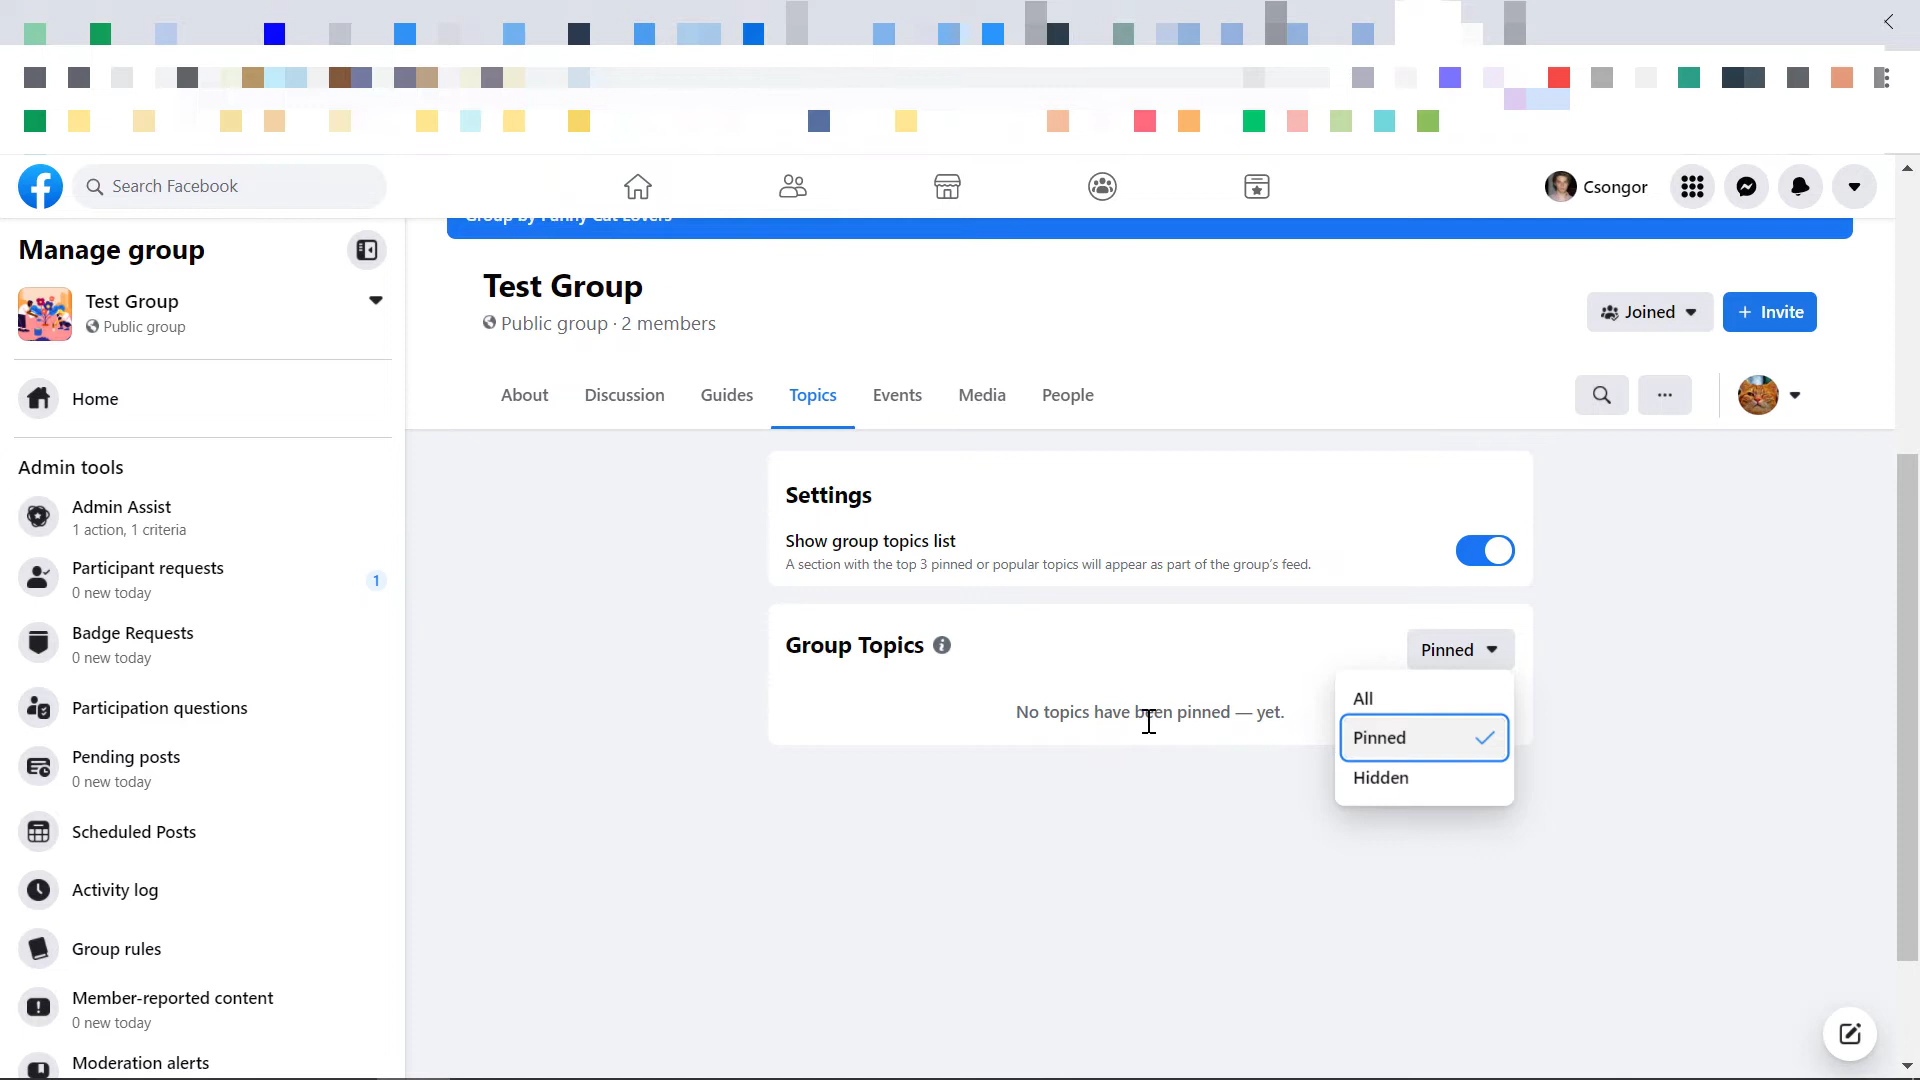 Search Facebook
Csongor
Group by Funny Cat Lovers
Manage group
Test Group
Public group
Home
Admin tools
Admin Assist
1 action, 1 criteria
Participant requests
0 new today
1
Badge Requests
0 new today
Participation questions
Pending posts
0 new today
Scheduled Posts
Activity log
Group rules
Member-reported content
0 new today
Moderation alerts
Test Group
Public group · 2 members
Joined
+ Invite
About Discussion Guides Topics Events Media People
Settings
Show group topics list
A section with the top 3 pinned or popular topics will appear as part of the group's feed.
Group Topics
Pinned
No topics have been pinned — yet.
All
Pinned
Hidden